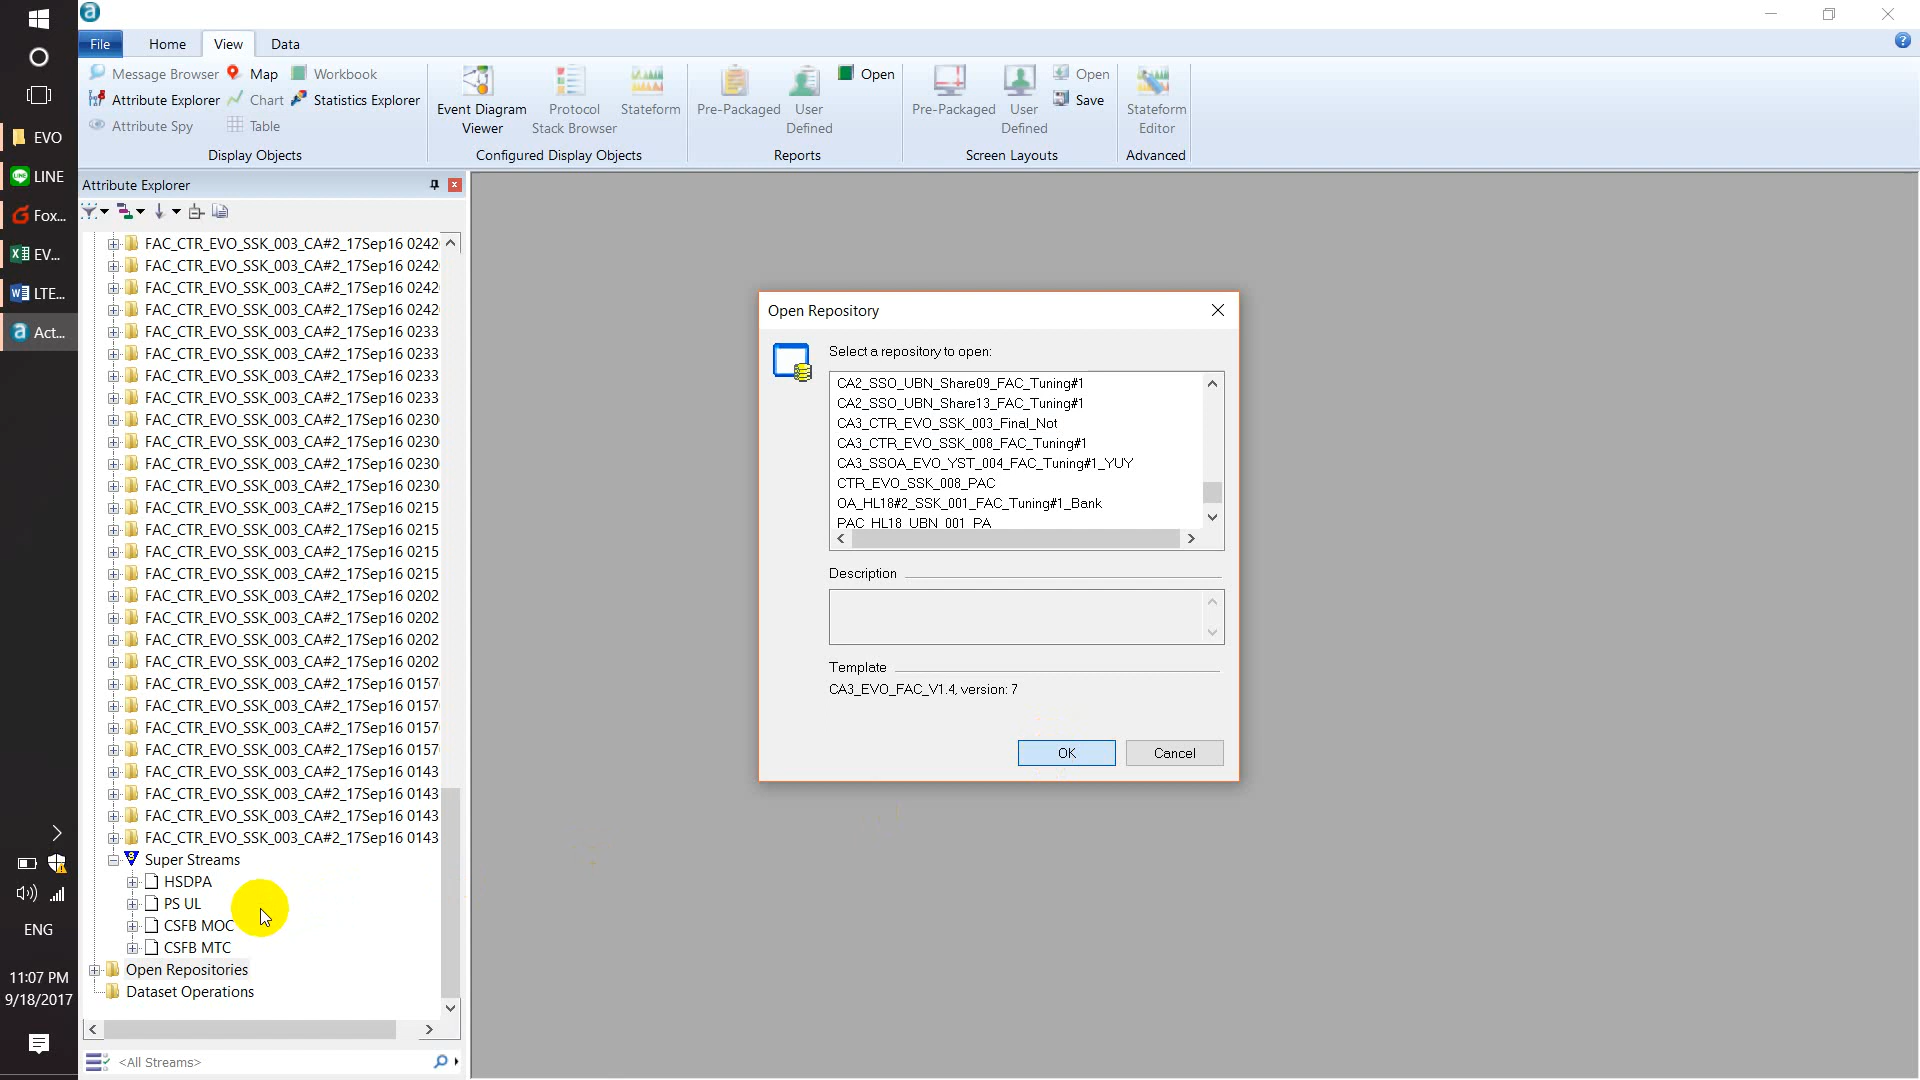 File Home View Data
Message Browser Map Workbook
Attribute Explorer Chart Statistics Explorer
Attribute Spy Table
Display Objects
Event Diagram Viewer
Protocol Stack Browser
Stateform
Configured Display Objects
Pre-Packaged
User Defined
Open
Reports
Pre-Packaged
User Defined
Open
Save
Screen Layouts
Stateform Editor
Advanced
EVO
LINE
Fox...
EV...
LTE...
Act...
ENG
11:07 PM
9/18/2017
Attribute Explorer
FAC_CTR_EVO_SSK_003_CA#2_17Sep16 0242
FAC_CTR_EVO_SSK_003_CA#2_17Sep16 0242
FAC_CTR_EVO_SSK_003_CA#2_17Sep16 0242
FAC_CTR_EVO_SSK_003_CA#2_17Sep16 0242
FAC_CTR_EVO_SSK_003_CA#2_17Sep16 0233
FAC_CTR_EVO_SSK_003_CA#2_17Sep16 0233
FAC_CTR_EVO_SSK_003_CA#2_17Sep16 0233
FAC_CTR_EVO_SSK_003_CA#2_17Sep16 0233
FAC_CTR_EVO_SSK_003_CA#2_17Sep16 0230
FAC_CTR_EVO_SSK_003_CA#2_17Sep16 0230
FAC_CTR_EVO_SSK_003_CA#2_17Sep16 0230
FAC_CTR_EVO_SSK_003_CA#2_17Sep16 0230
FAC_CTR_EVO_SSK_003_CA#2_17Sep16 0215
FAC_CTR_EVO_SSK_003_CA#2_17Sep16 0215
FAC_CTR_EVO_SSK_003_CA#2_17Sep16 0215
FAC_CTR_EVO_SSK_003_CA#2_17Sep16 0215
FAC_CTR_EVO_SSK_003_CA#2_17Sep16 0202
FAC_CTR_EVO_SSK_003_CA#2_17Sep16 0202
FAC_CTR_EVO_SSK_003_CA#2_17Sep16 0202
FAC_CTR_EVO_SSK_003_CA#2_17Sep16 0202
FAC_CTR_EVO_SSK_003_CA#2_17Sep16 0157
FAC_CTR_EVO_SSK_003_CA#2_17Sep16 0157
FAC_CTR_EVO_SSK_003_CA#2_17Sep16 0157
FAC_CTR_EVO_SSK_003_CA#2_17Sep16 0157
FAC_CTR_EVO_SSK_003_CA#2_17Sep16 0143
FAC_CTR_EVO_SSK_003_CA#2_17Sep16 0143
FAC_CTR_EVO_SSK_003_CA#2_17Sep16 0143
FAC_CTR_EVO_SSK_003_CA#2_17Sep16 0143
Super Streams
HSDPA
PS UL
CSFB MOC
CSFB MTC
Open Repositories
Dataset Operations
<All Streams>
Open Repository
Select a repository to open:
CA2_SSO_UBN_Share09_FAC_Tuning#1
CA2_SSO_UBN_Share13_FAC_Tuning#1
CA3_CTR_EVO_SSK_003_Final_Not
CA3_CTR_EVO_SSK_008_FAC_Tuning#1
CA3_SSOA_EVO_YST_004_FAC_Tuning#1_YUY
CTR_EVO_SSK_008_PAC
OA_HL18#2_SSK_001_FAC_Tuning#1_Bank
PAC_HL18_UBN_001_PA
Description
Template
CA3_EVO_FAC_V1.4, version: 7
OK Cancel